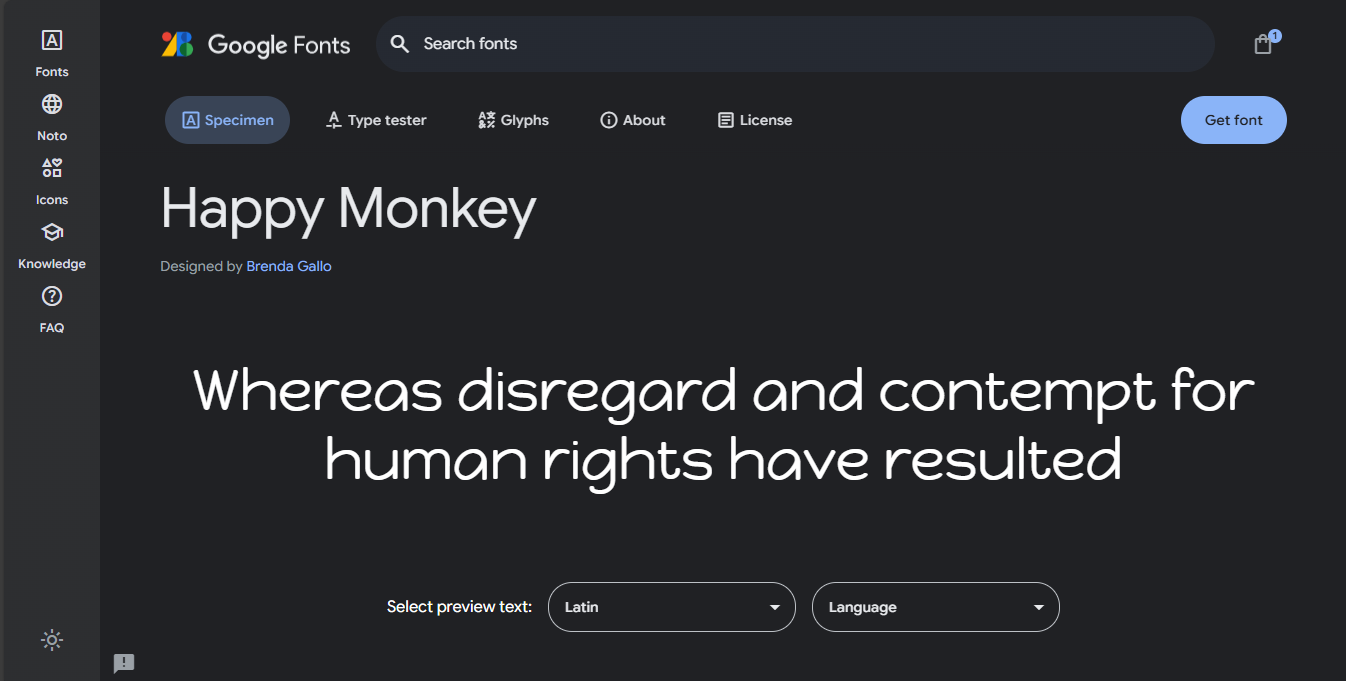 Fonts
Noto
Icons
Knowledge
FAQ
Google Fonts
Search fonts
1
Specimen
Type tester
Glyphs
About
License
Get font
Happy Monkey
Designed by Brenda Gallo
Whereas disregard and contempt for
human rights have resulted
Select preview text:
Latin
Language